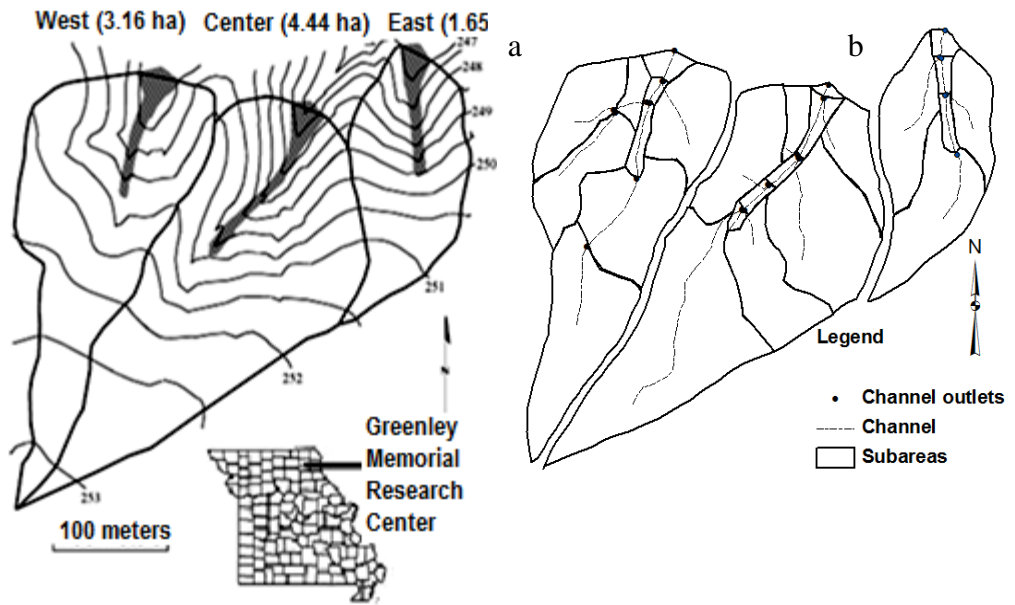 West (3.16 ha) Center (4.44 ha) East (1.65
a
b
247
248
249
250
251
252
253
N
N
Legend
Channel outlets
Channel
Subareas
Greenley
Memorial
Research
Center
100 meters